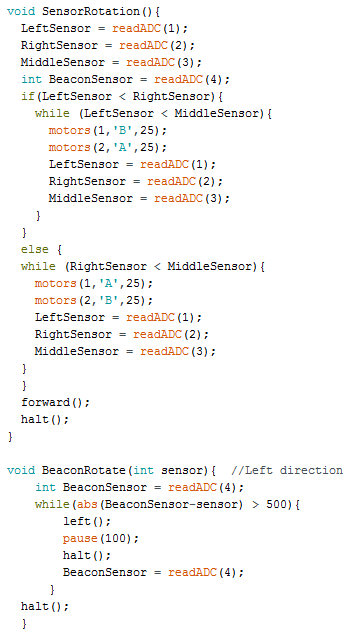 void SensorRotation(){
  LeftSensor = readADC(1);
  RightSensor = readADC(2);
  MiddleSensor = readADC(3);
  int BeaconSensor = readADC(4);
  if(LeftSensor < RightSensor){
    while (LeftSensor < MiddleSensor){
      motors(1,'B',25);
      motors(2,'A',25);
      LeftSensor = readADC(1);
      RightSensor = readADC(2);
      MiddleSensor = readADC(3);
    }
  }
  else {
  while (RightSensor < MiddleSensor){
    motors(1,'A',25);
    motors(2,'B',25);
    LeftSensor = readADC(1);
    RightSensor = readADC(2);
    MiddleSensor = readADC(3);
  }
  }
  forward();
  halt();
}

void BeaconRotate(int sensor){  //Left direction
    int BeaconSensor = readADC(4);
    while(abs(BeaconSensor-sensor) > 500){
        left();
        pause(100);
        halt();
        BeaconSensor = readADC(4);
      }
  halt();
  }